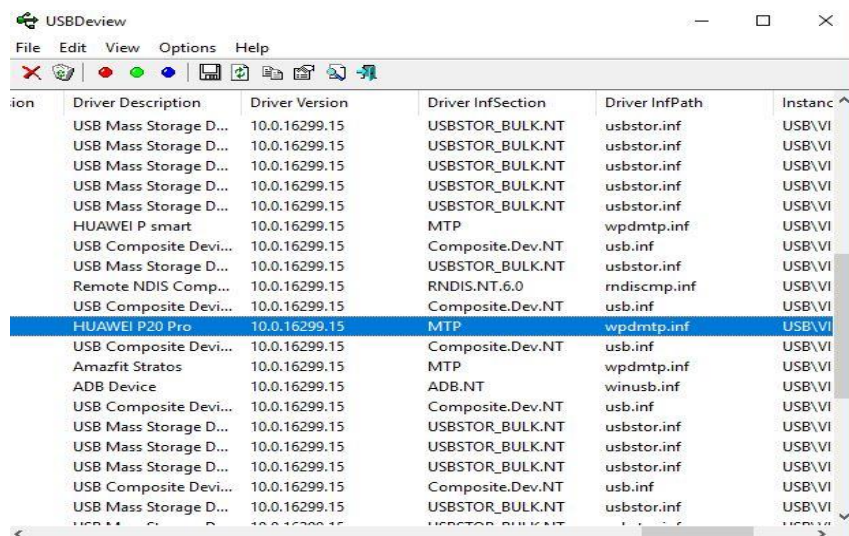 USBDeview
File Edit View Options Help
ion Driver Description Driver Version Driver InfSection Driver InfPath Instanc
USB Mass Storage D... 10.0.16299.15 USBSTOR_BULK.NT usbstor.inf USB\VI
USB Mass Storage D... 10.0.16299.15 USBSTOR_BULK.NT usbstor.inf USB\VI
USB Mass Storage D... 10.0.16299.15 USBSTOR_BULK.NT usbstor.inf USB\VI
USB Mass Storage D... 10.0.16299.15 USBSTOR_BULK.NT usbstor.inf USB\VI
USB Mass Storage D... 10.0.16299.15 USBSTOR_BULK.NT usbstor.inf USB\VI
HUAWEI P smart 10.0.16299.15 MTP wpdmtp.inf USB\VI
USB Composite Devi... 10.0.16299.15 Composite.Dev.NT usb.inf USB\VI
USB Mass Storage D... 10.0.16299.15 USBSTOR_BULK.NT usbstor.inf USB\VI
Remote NDIS Comp... 10.0.16299.15 RNDIS.NT.6.0 rndiscmp.inf USB\VI
USB Composite Devi... 10.0.16299.15 Composite.Dev.NT usb.inf USB\VI
HUAWEI P20 Pro 10.0.16299.15 MTP wpdmtp.inf USB\VI
USB Composite Devi... 10.0.16299.15 Composite.Dev.NT usb.inf USB\VI
Amazfit Stratos 10.0.16299.15 MTP wpdmtp.inf USB\VI
ADB Device 10.0.16299.15 ADB.NT winusb.inf USB\VI
USB Composite Devi... 10.0.16299.15 Composite.Dev.NT usb.inf USB\VI
USB Mass Storage D... 10.0.16299.15 USBSTOR_BULK.NT usbstor.inf USB\VI
USB Mass Storage D... 10.0.16299.15 USBSTOR_BULK.NT usbstor.inf USB\VI
USB Mass Storage D... 10.0.16299.15 USBSTOR_BULK.NT usbstor.inf USB\VI
USB Composite Devi... 10.0.16299.15 Composite.Dev.NT usb.inf USB\VI
USB Mass Storage D... 10.0.16299.15 USBSTOR_BULK.NT usbstor.inf USB\VI